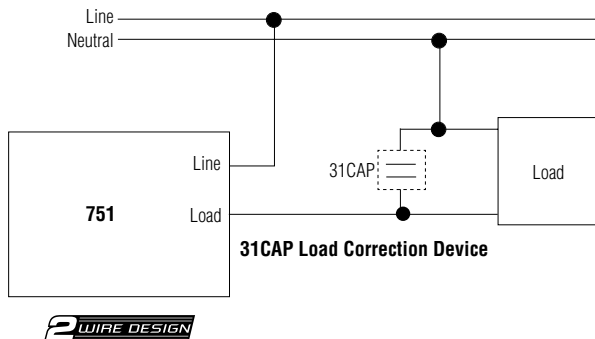 Line
Neutral
Line
31CAP
Load
751
Load
31CAP Load Correction Device
2 WIRE DESIGN